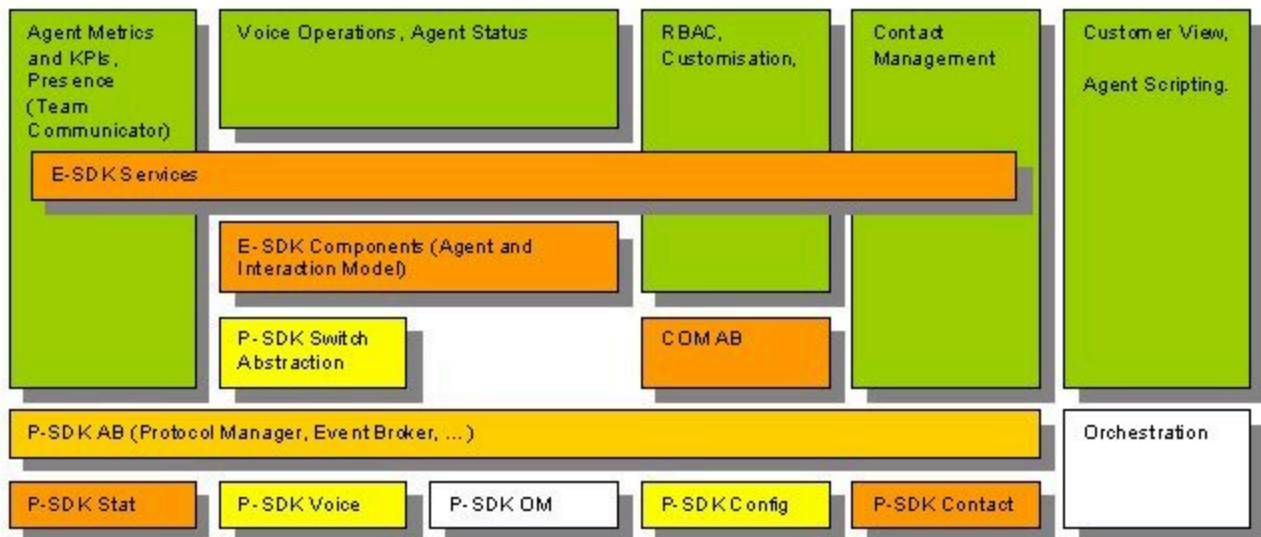 Agent Metrics
and KPIs,
Presence
(Team
Communicator)
Voice Operations, Agent Status
RBAC,
Customisation,
Contact
Management
Customer View,
Agent Scripting.
E-SDK Services
E-SDK Components (Agent and
Interaction Model)
P-SDK Switch
Abstraction
COM AB
P-SDK AB (Protocol Manager, Event Broker, ...)
Orchestration
P-SDK Stat
P-SDK Voice
P-SDK OM
P-SDK Config
P-SDK Contact